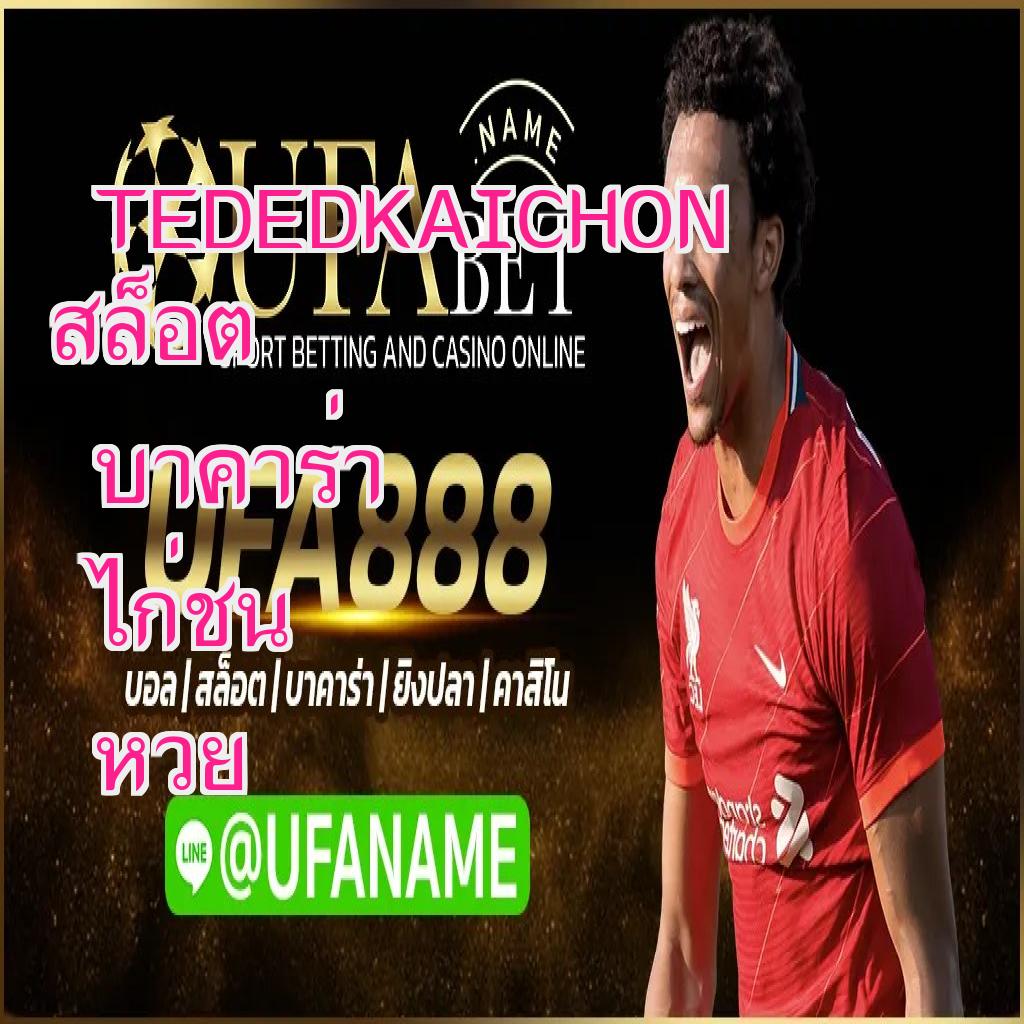 .NAME
UFABET
TEDEDKAICHON
สล็อต
SPORT BETTING AND CASINO ONLINE
บาคาร่า
UFA888
ไก่ชน
บอล|สล็อต|บาคาร่า|ยิงปลา|คาสิโน
หวย
LINE @UFANAME